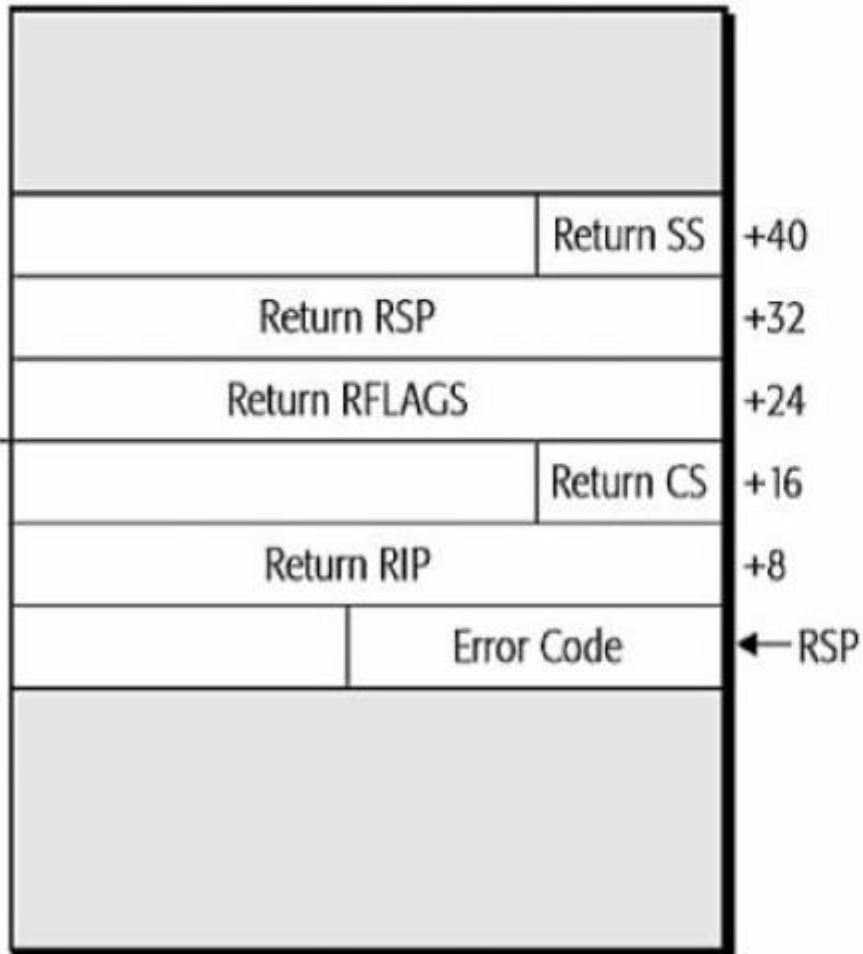 Return SS +40
Return RSP +32
Return RFLAGS +24
Return CS +16
Return RIP +8
Error Code RSP